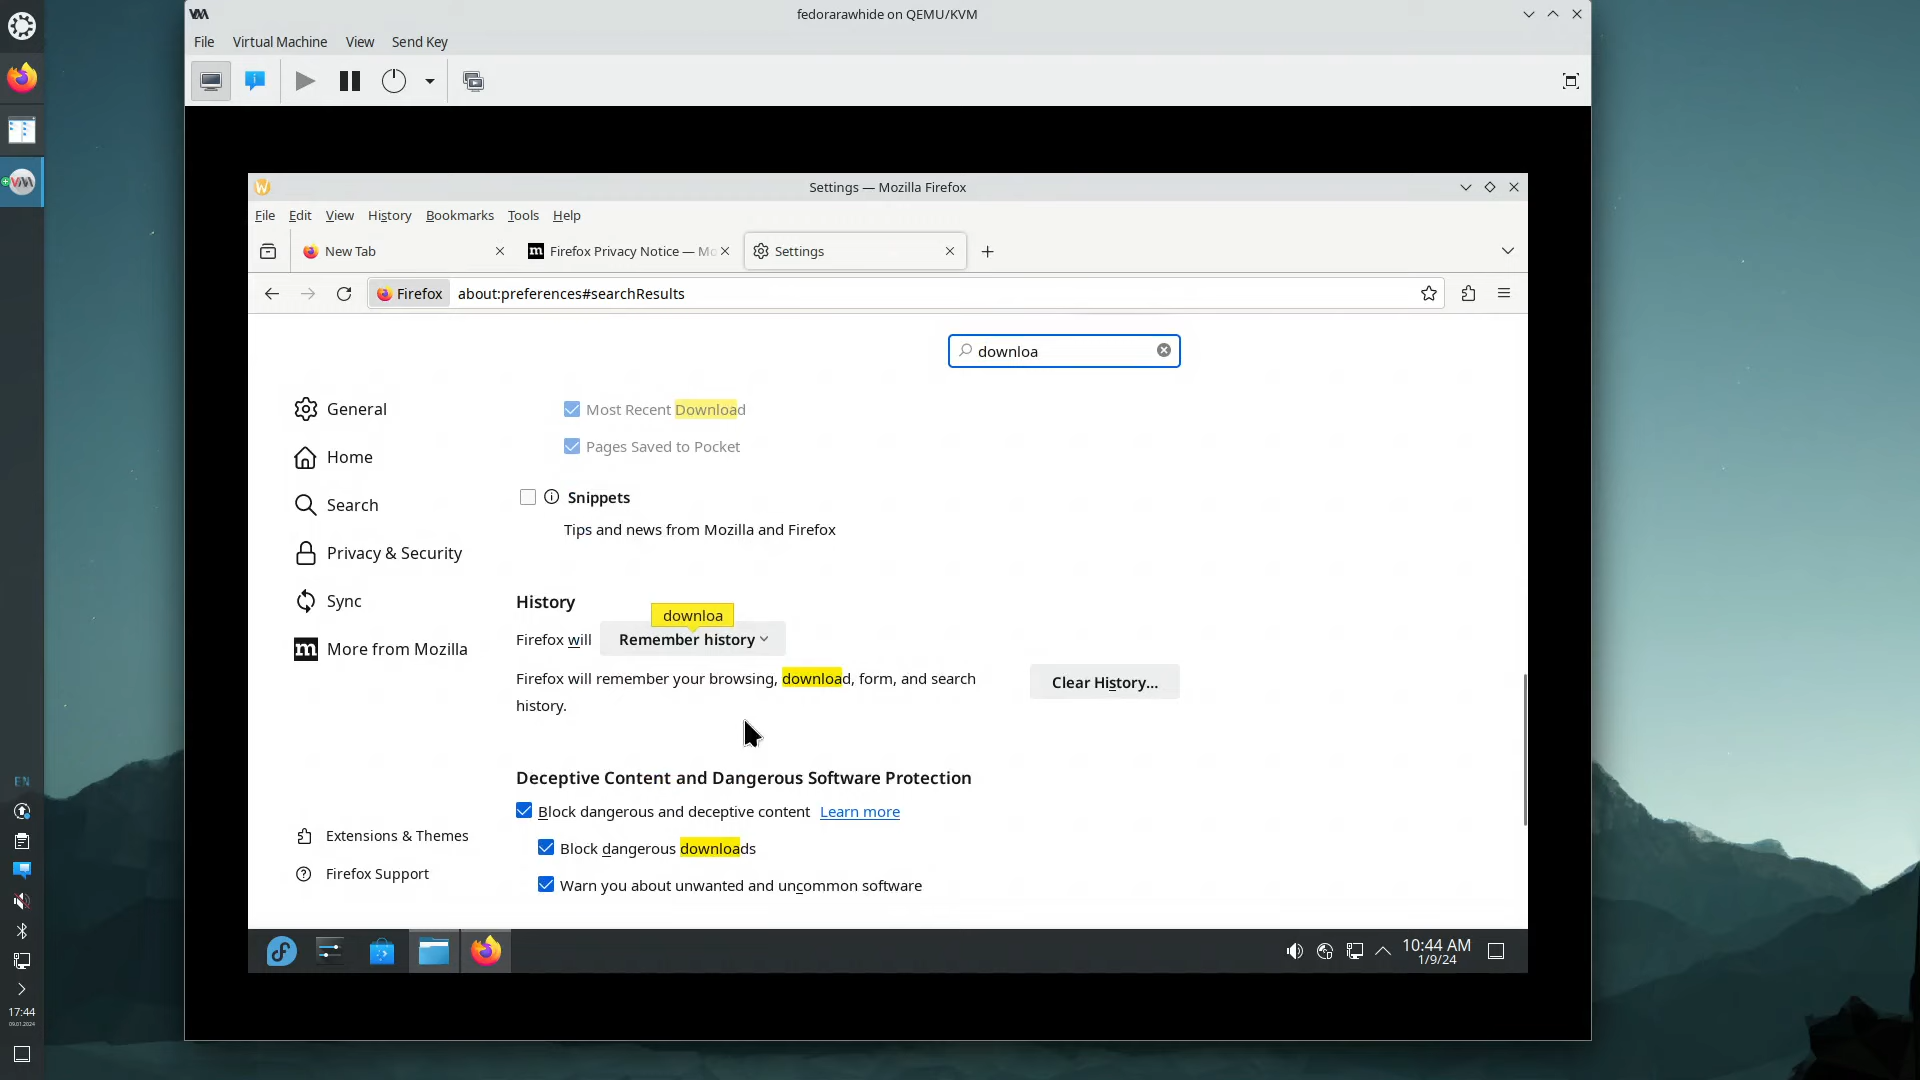 fedorarawhide on QEMU/KVM
File Virtual Machine View Send Key
Settings — Mozilla Firefox
File Edit View History Bookmarks Tools Help
New Tab
Firefox Privacy Notice — Mo
Settings
Firefox about:preferences#searchResults
downloa
General
Home
Search
Privacy & Security
Sync
More from Mozilla
Extensions & Themes
Firefox Support
Most Recent Download
Pages Saved to Pocket
Snippets
Tips and news from Mozilla and Firefox
History
downloa
Firefox will Remember history
Firefox will remember your browsing, download, form, and search
history.
Clear History...
Deceptive Content and Dangerous Software Protection
Block dangerous and deceptive content Learn more
Block dangerous downloads
Warn you about unwanted and uncommon software
10:44 AM
1/9/24
EN
17:44
09.01.2024